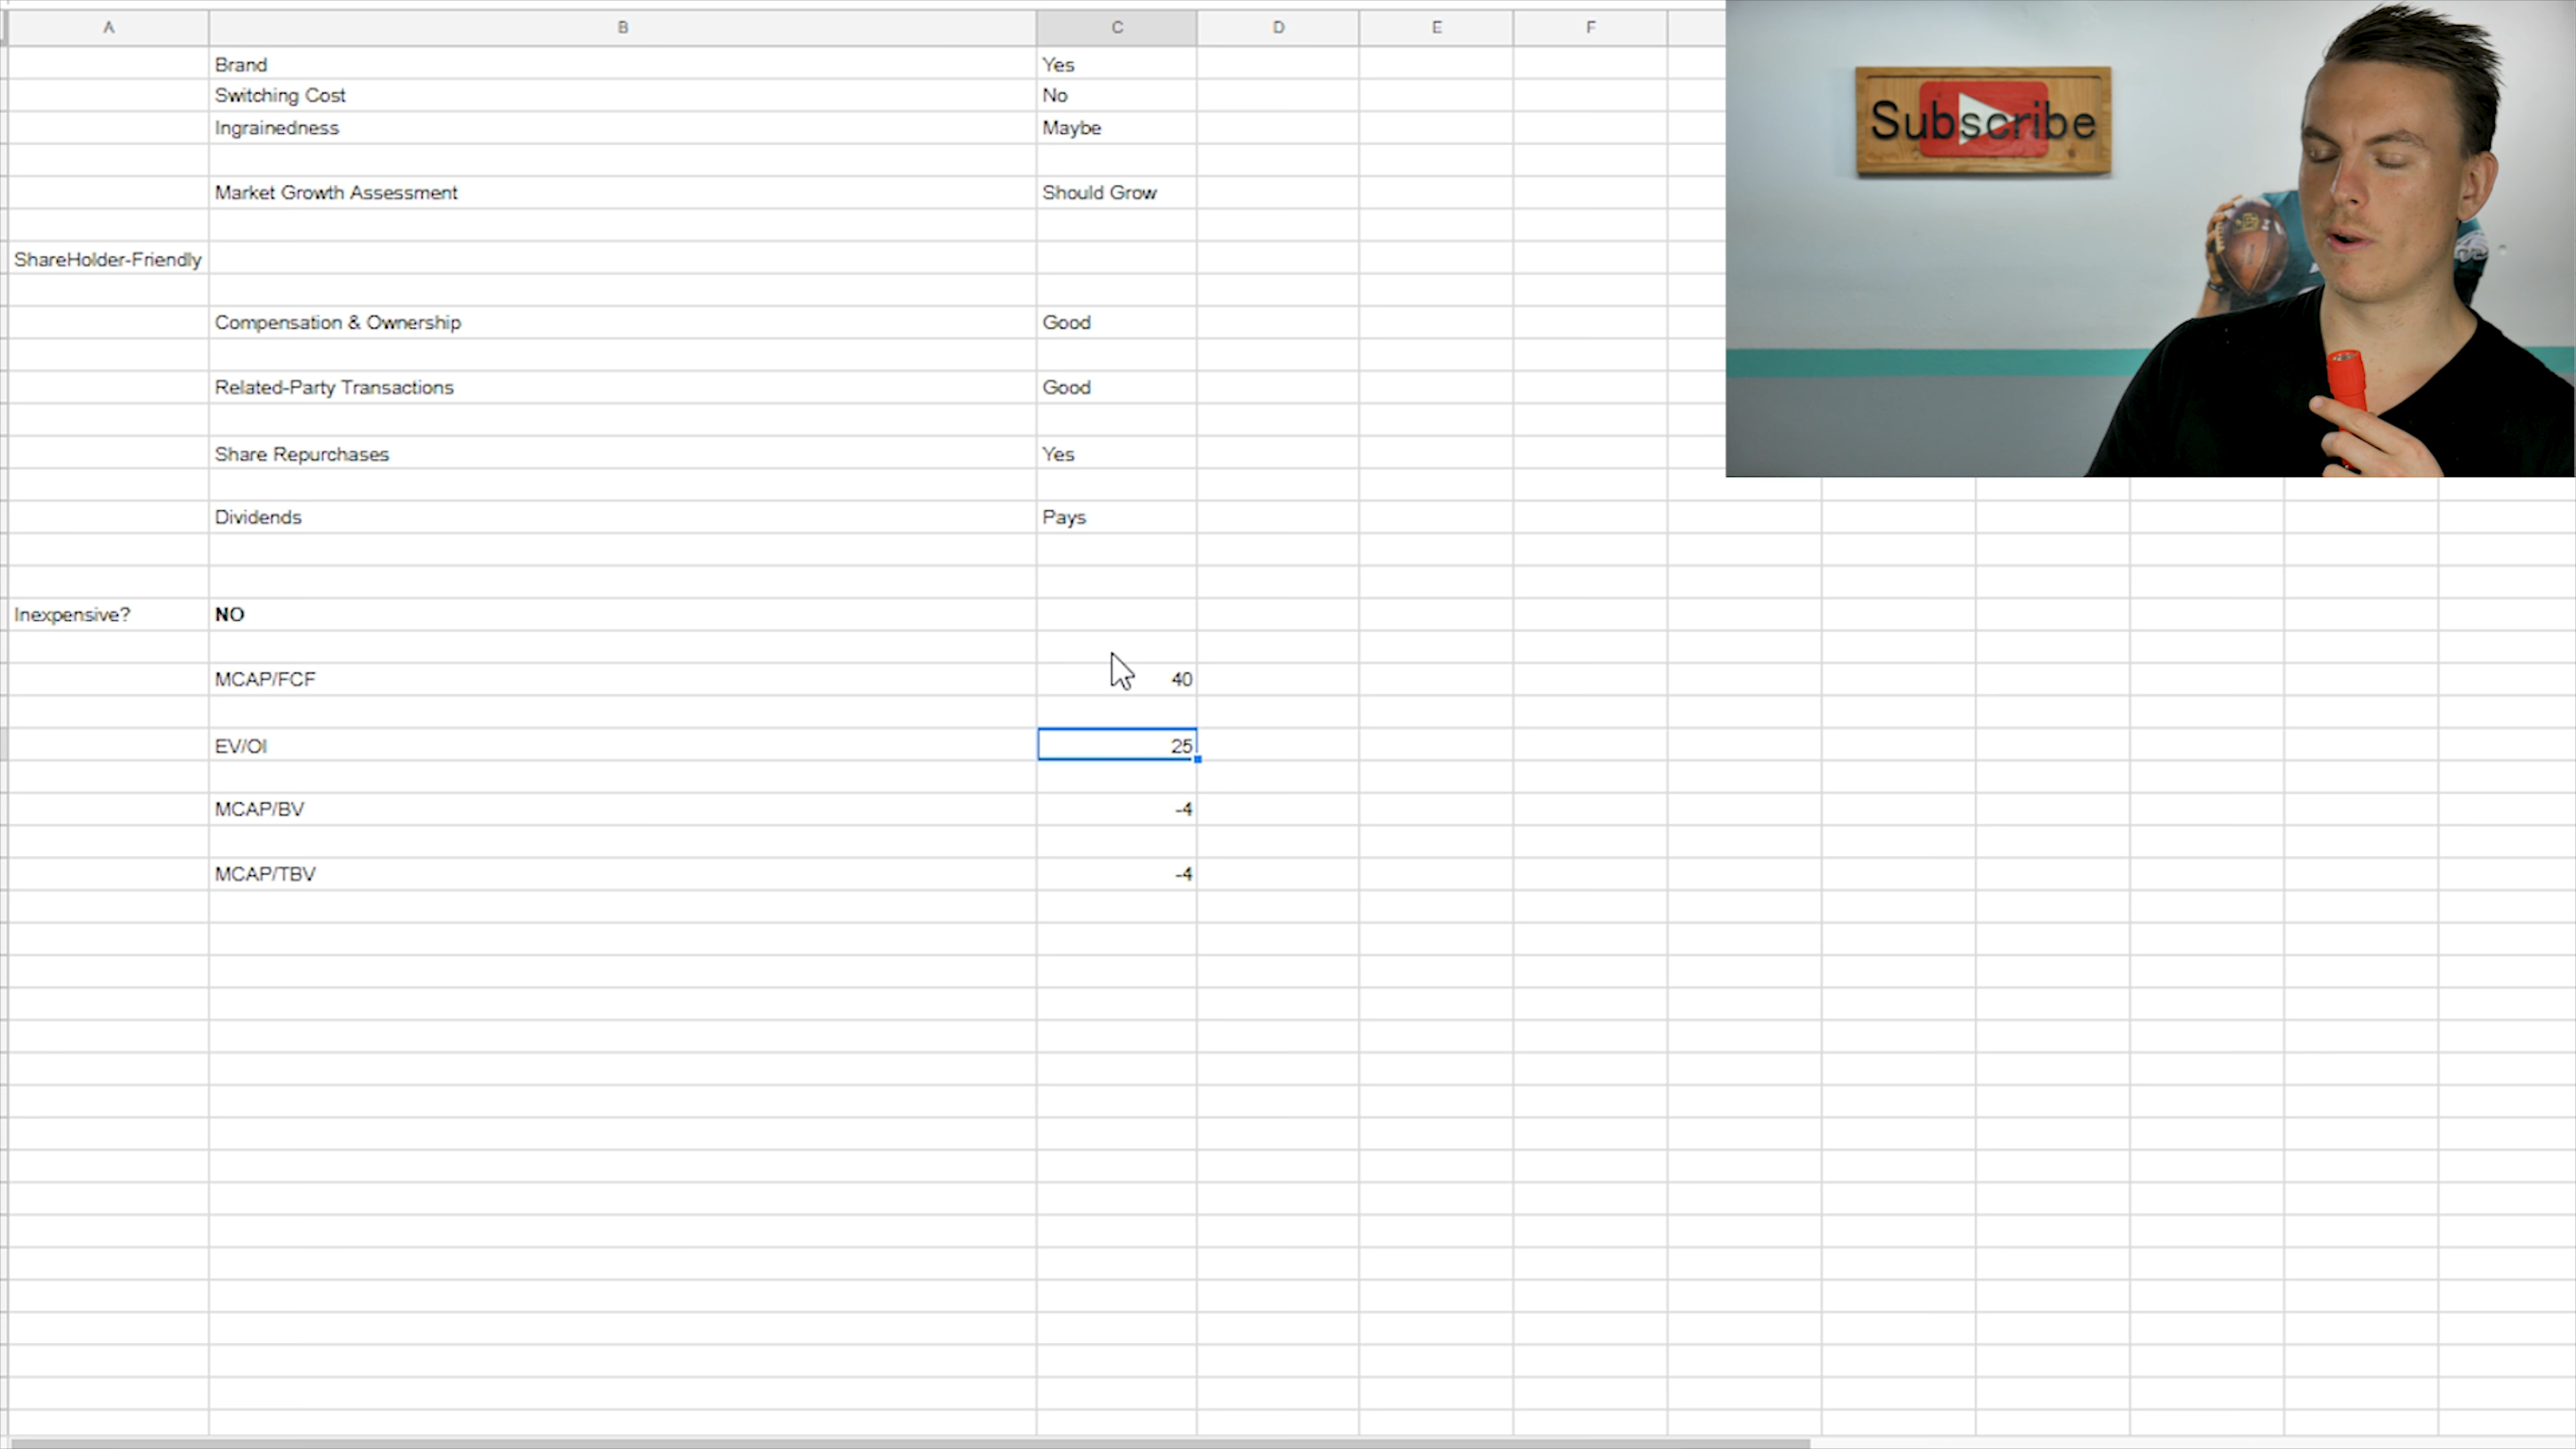 A B C D E F
Brand Yes
Switching Cost No
Ingrainedness Maybe
Market Growth Assessment Should Grow
ShareHolder-Friendly
Compensation & Ownership Good
Related-Party Transactions Good
Share Repurchases Yes
Dividends Pays
Inexpensive? NO
MCAP/FCF 40
EV/OI 25
MCAP/BV -4
MCAP/TBV -4
Subscribe